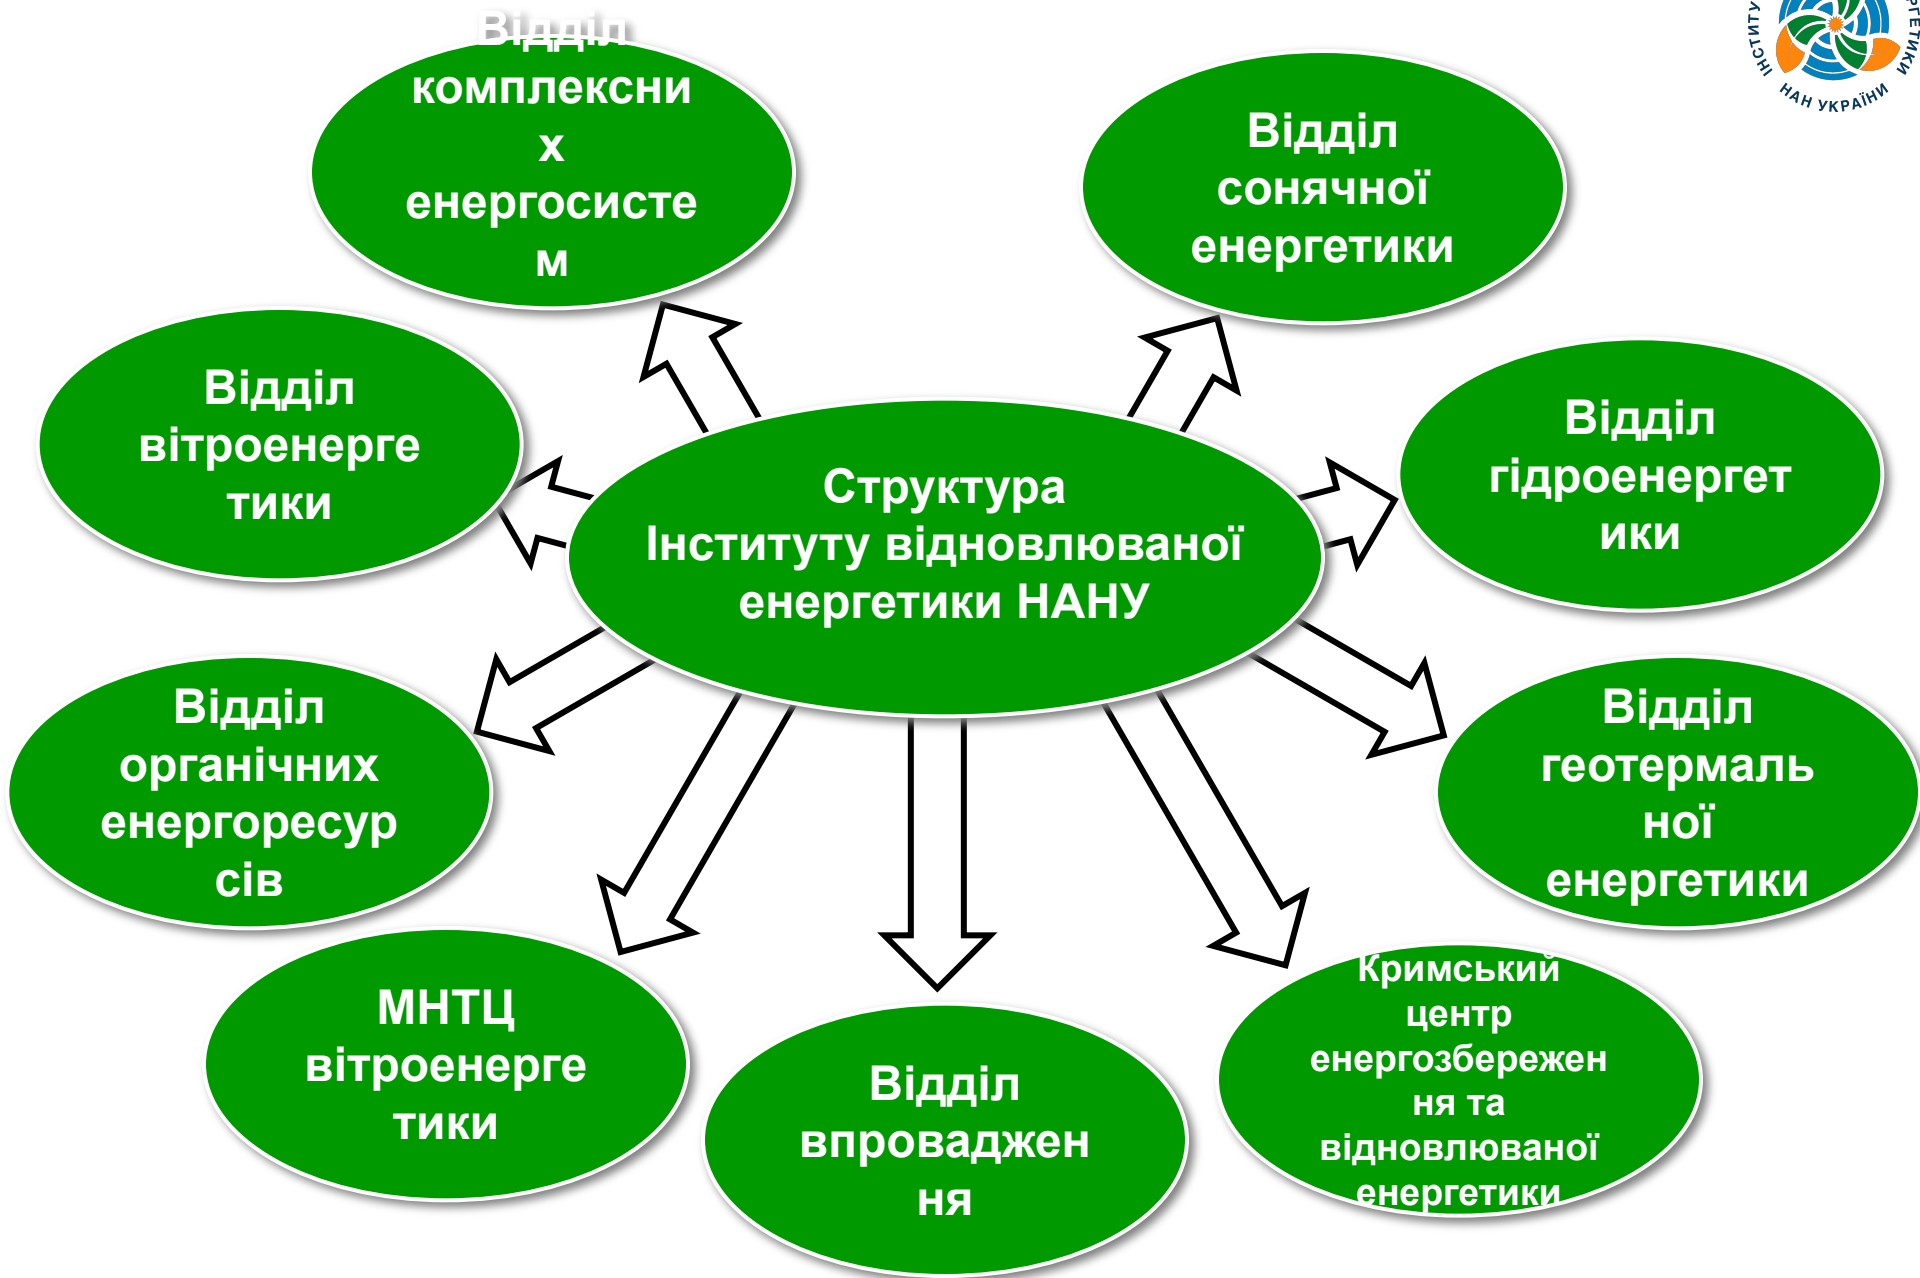 Відділ
комплексни
х
енергосисте
м
Відділ
сонячної
енергетики
НАН УКРАЇНИ
Відділ
вітроенерге
тики
Відділ
гідроенергет
ики
Структура
Інституту відновлюваної
енергетики НАНУ
Відділ
органічних
енергоресур
сів
Відділ
геотермаль
ної
енергетики
МНТЦ
вітроенерге
тики
Відділ
впроваджен
ня
Кримський
центр
енергозбережен
ня та
відновлюваної
енергетики